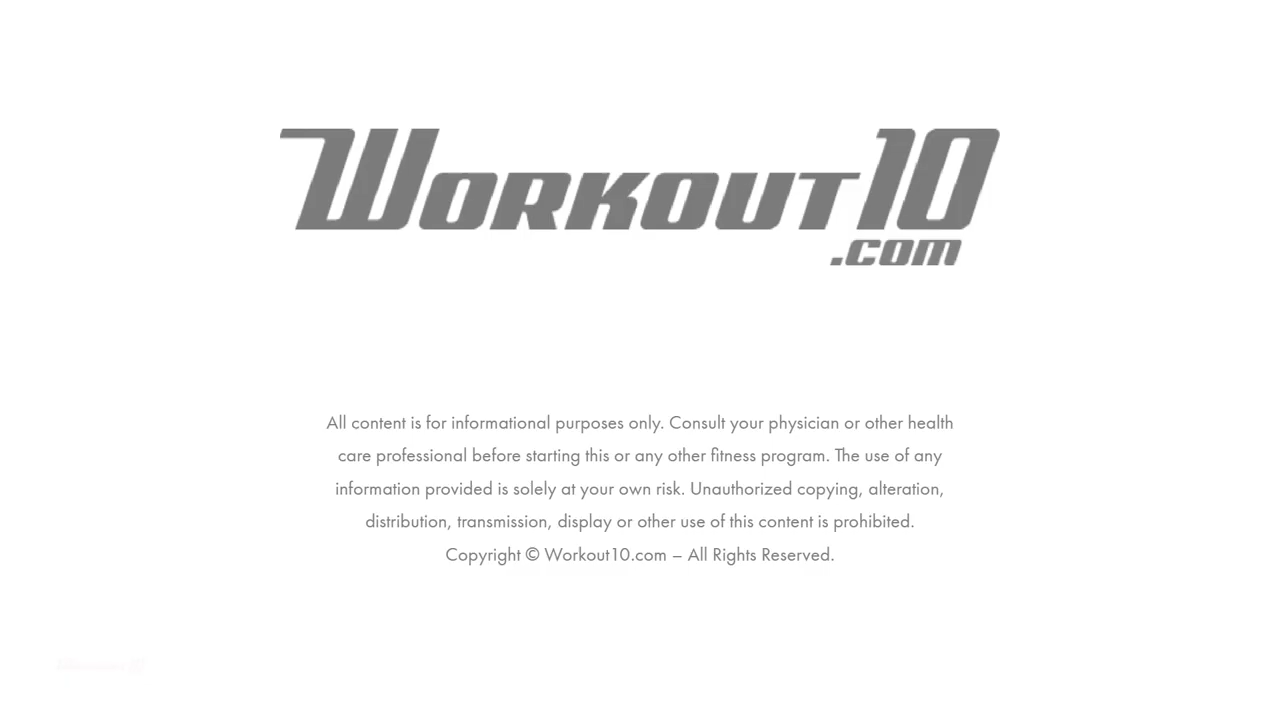 Workout10
.com
All content is for informational purposes only. Consult your physician or other health
care professional before starting this or any other fitness program. The use of any
information provided is solely at your own risk. Unauthorized copying, alteration,
distribution, transmission, display or other use of this content is prohibited.
Copyright © Workout10.com – All Rights Reserved.